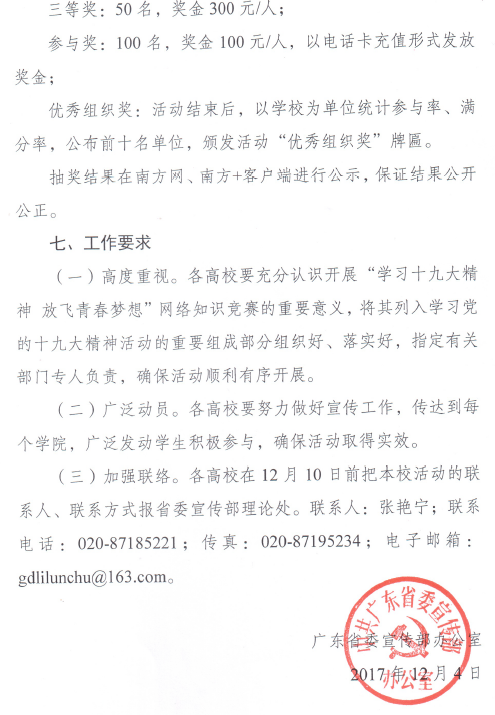 三等奖：50 名，奖金 300 元/人；
参与奖：100 名，奖金 100 元/人，以电话卡充值形式发放
奖金；
优秀组织奖：活动结束后，以学校为单位统计参与率、满
分率，公布前十名单位，颁发活动“优秀组织奖”牌匾。
抽奖结果在南方网、南方+客户端进行公示，保证结果公开
公正。
七、工作要求
（一）高度重视。各高校要充分认识开展“学习十九大精
神 放飞青春梦想”网络知识竞赛的重要意义，将其列入学习党
的十九大精神活动的重要组成部分组织好、落实好，指定有关
部门专人负责，确保活动顺利有序开展。
（二）广泛动员。各高校要努力做好宣传工作，传达到每
个学院，广泛发动学生积极参与，确保活动取得实效。
（三）加强联络。各高校在 12 月 10 日前把本校活动的联
系人、联系方式报省委宣传部理论处。联系人：张艳宁；联系
电话：020-87185221；传真：020-87195234；电子邮箱：
gdlilunchu@163.com。
中共广东省委宣传部
广东省委宣传部办公室
2017 年 12 月 4 日
办公室